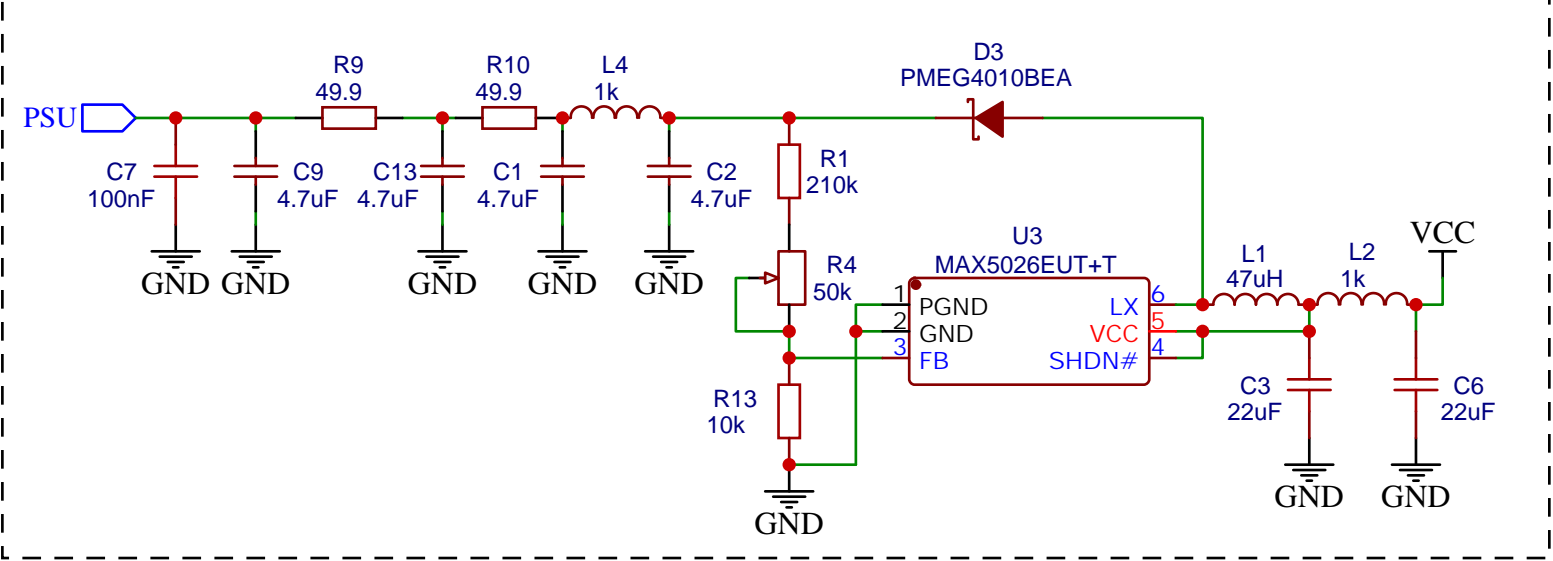 D3
PMEG4010BEA
R9
49.9
R10
49.9
L4
1k
PSU
C7
100nF
C9
4.7uF
C13
4.7uF
C1
4.7uF
C2
4.7uF
R1
210k
GND
GND
GND
GND
GND
R4
50k
U3
MAX5026EUT+T
1
PGND
2
GND
3
FB
LX
6
VCC
5
SHDN#
4
L1
47uH
L2
1k
VCC
R13
10k
C3
22uF
C6
22uF
GND
GND
GND